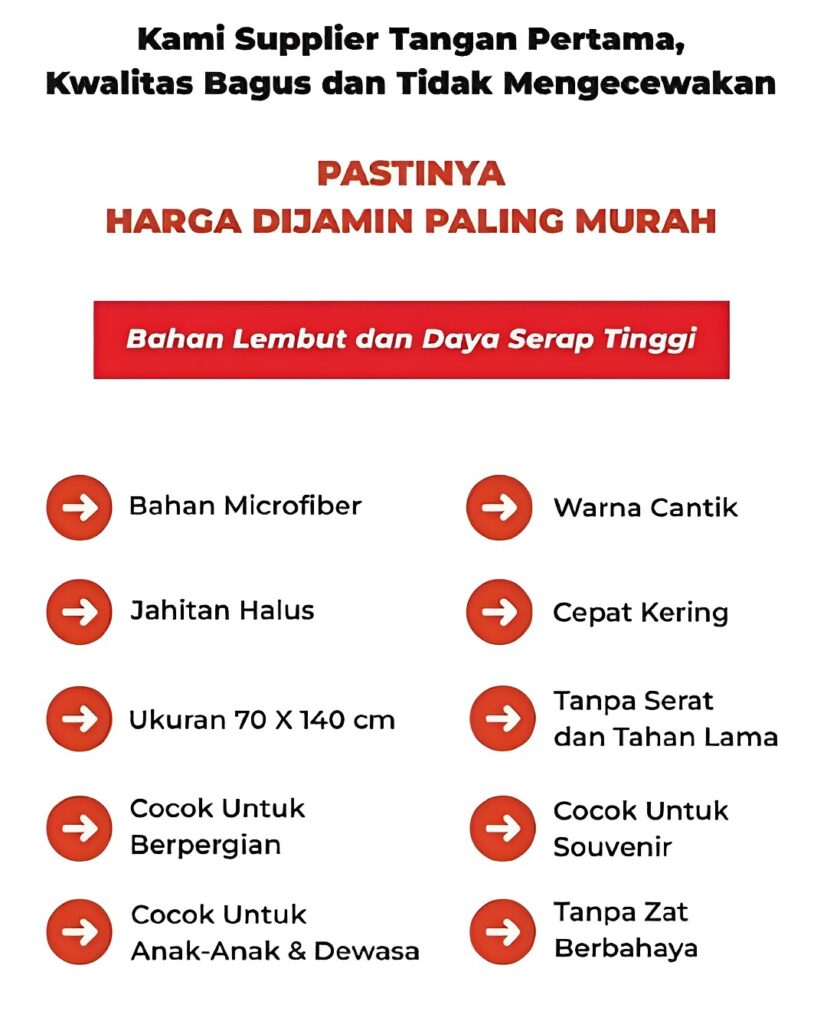 Kami Supplier Tangan Pertama,
Kwalitas Bagus dan Tidak Mengecewakan
PASTINYA
HARGA DIJAMIN PALING MURAH
Bahan Lembut dan Daya Serap Tinggi
Bahan Microfiber
Warna Cantik
Jahitan Halus
Cepat Kering
Ukuran 70 X 140 cm
Tanpa Serat
dan Tahan Lama
Cocok Untuk
Berpergian
Cocok Untuk
Souvenir
Cocok Untuk
Anak-Anak & Dewasa
Tanpa Zat
Berbahaya